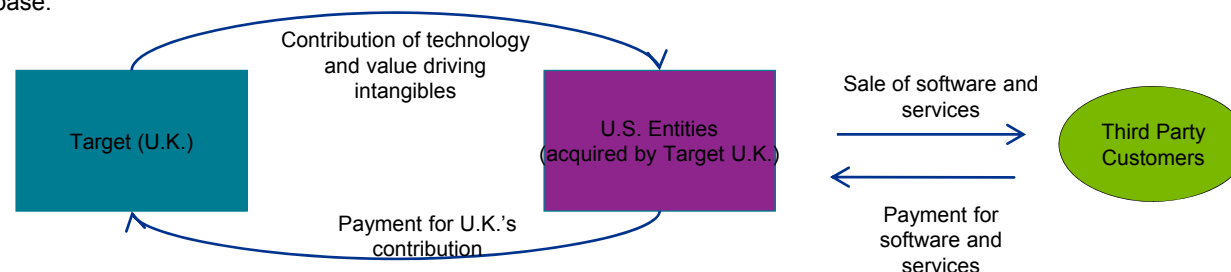 base.
Contribution of technology
and value driving
intangibles
Target (U.K.)
U.S. Entities
(acquired by Target U.K.)
Payment for U.K.'s
contribution
Sale of software and
services
Third Party
Customers
Payment for
software and
services